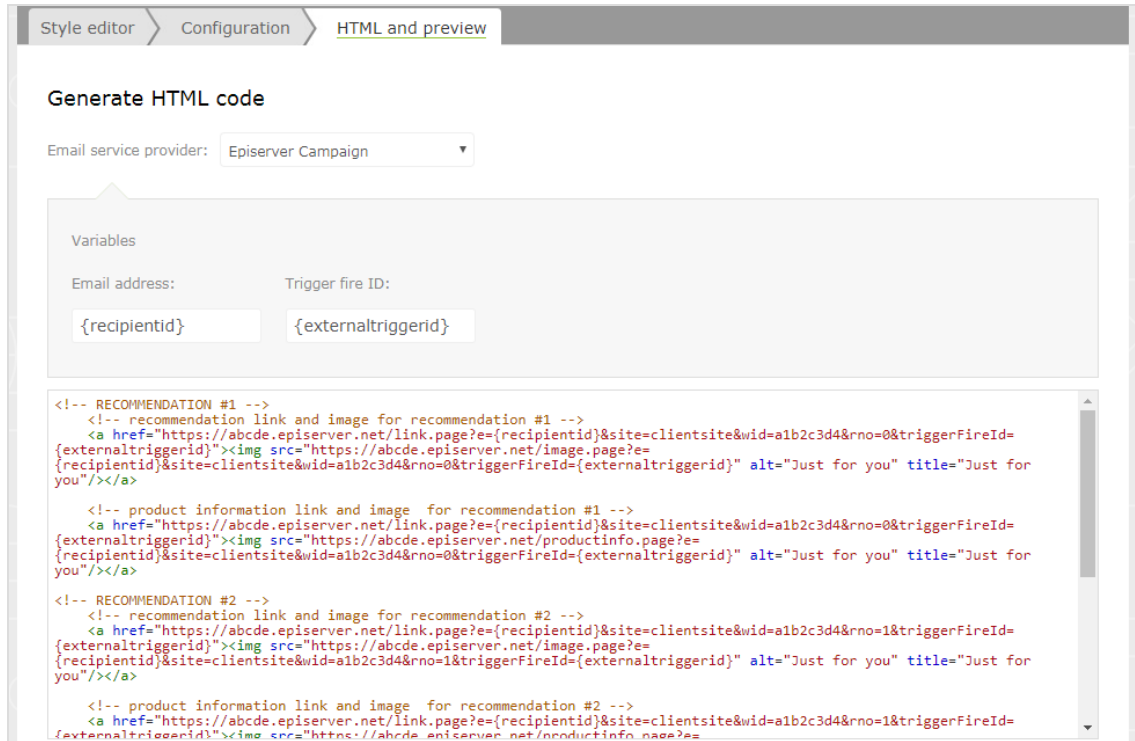 Style editor
Configuration
HTML and preview
Generate HTML code
Email service provider:
Episerver Campaign
Variables
Email address:
Trigger fire ID:
{recipientid}
{externaltriggerid}
<!-- RECOMMENDATION #1 -->
<!-- recommendation link and image for recommendation #1 -->
<a href="https://abcde.episerver.net/link.page?e={recipientid}&site=clientsite&wid=a1b2c3d4&rno=0&triggerFireId=
{externaltriggerid}"><img src="https://abcde.episerver.net/image.page?e=
{recipientid}&site=clientsite&wid=a1b2c3d4&rno=0&triggerFireId={externaltriggerid}" alt="Just for you" title="Just for
you"/></a>
<!-- product information link and image  for recommendation #1 -->
<a href="https://abcde.episerver.net/link.page?e={recipientid}&site=clientsite&wid=a1b2c3d4&rno=0&triggerFireId=
{externaltriggerid}"><img src="https://abcde.episerver.net/productinfo.page?e=
{recipientid}&site=clientsite&wid=a1b2c3d4&rno=0&triggerFireId={externaltriggerid}" alt="Just for you" title="Just for
you"/></a>
<!-- RECOMMENDATION #2 -->
<!-- recommendation link and image for recommendation #2 -->
<a href="https://abcde.episerver.net/link.page?e={recipientid}&site=clientsite&wid=a1b2c3d4&rno=1&triggerFireId=
{externaltriggerid}"><img src="https://abcde.episerver.net/image.page?e=
{recipientid}&site=clientsite&wid=a1b2c3d4&rno=1&triggerFireId={externaltriggerid}" alt="Just for you" title="Just for
you"/></a>
<!-- product information link and image  for recommendation #2 -->
<a href="https://abcde.episerver.net/link.page?e={recipientid}&site=clientsite&wid=a1b2c3d4&rno=1&triggerFireId=
{externaltriggerid}"><img src="https://abcde.episerver.net/productinfo.page?e=